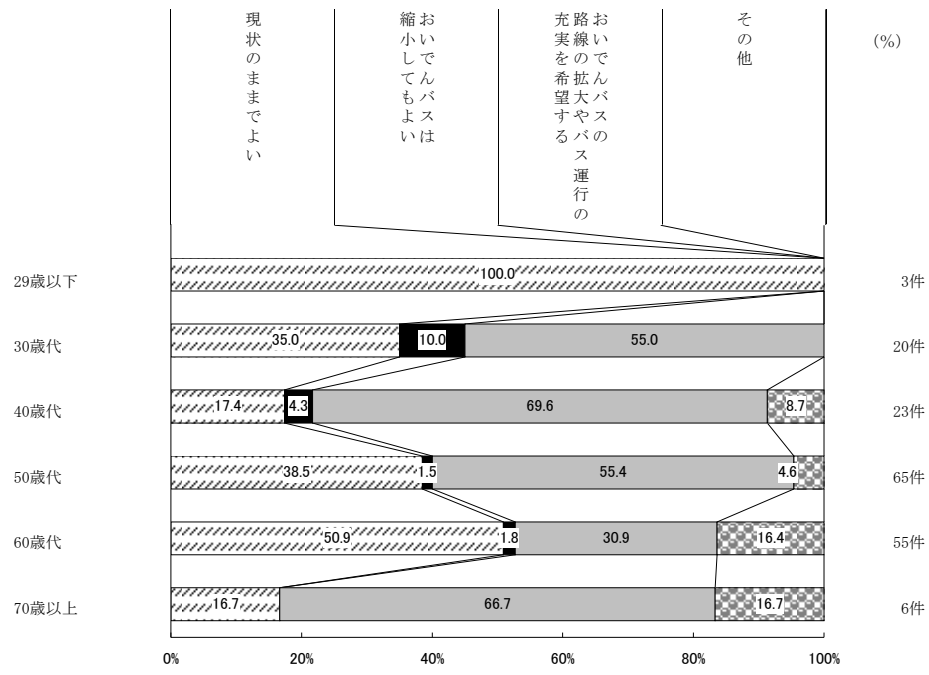 (%)
現状のままでよい
おいでんバスは
縮小してもよい
おいでんバスの
路線の拡大やバス運行の
充実を希望する
その他
29歳以下
100.0
3件
30歳代
35.0
10.0
55.0
20件
40歳代
17.4
4.3
69.6
8.7
23件
50歳代
38.5
1.5
55.4
4.6
65件
60歳代
50.9
1.8
30.9
16.4
55件
70歳以上
16.7
66.7
16.7
6件
0%
20%
40%
60%
80%
100%